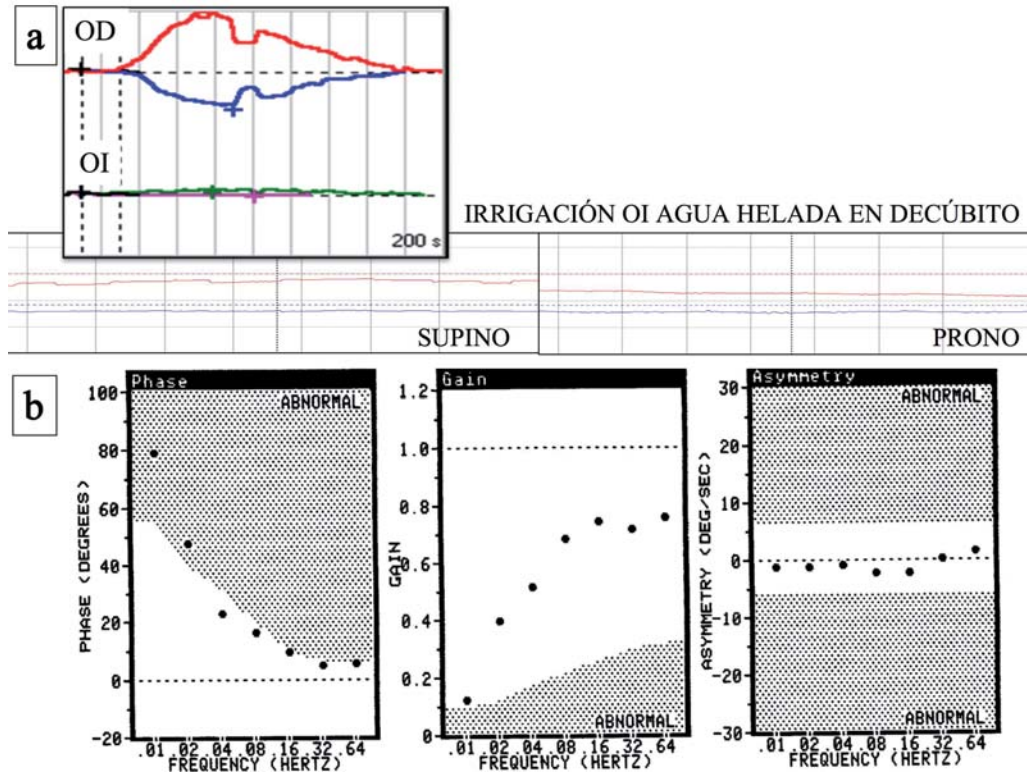 a
OD
OI
200 s
IRRIGACIÓN OI AGUA HELADA EN DECÚBITO
SUPINO
PRONO
b
Phase
ABNORMAL
100
80
60
40
20
0
-20
PHASE (DEGREES)
.01 .02 .04 .08 .16 .32 .64
FREQUENCY (HERTZ)
Gain
1.2
1.0
0.8
0.6
0.4
0.2
0
GAIN
ABNORMAL
.01 .02 .04 .08 .16 .32 .64
FREQUENCY (HERTZ)
Asymmetry
ABNORMAL
30
20
10
0
-10
-20
-30
ASYMMETRY (DEG/SEC)
ABNORMAL
.01 .02 .04 .08 .16 .32 .64
FREQUENCY (HERTZ)